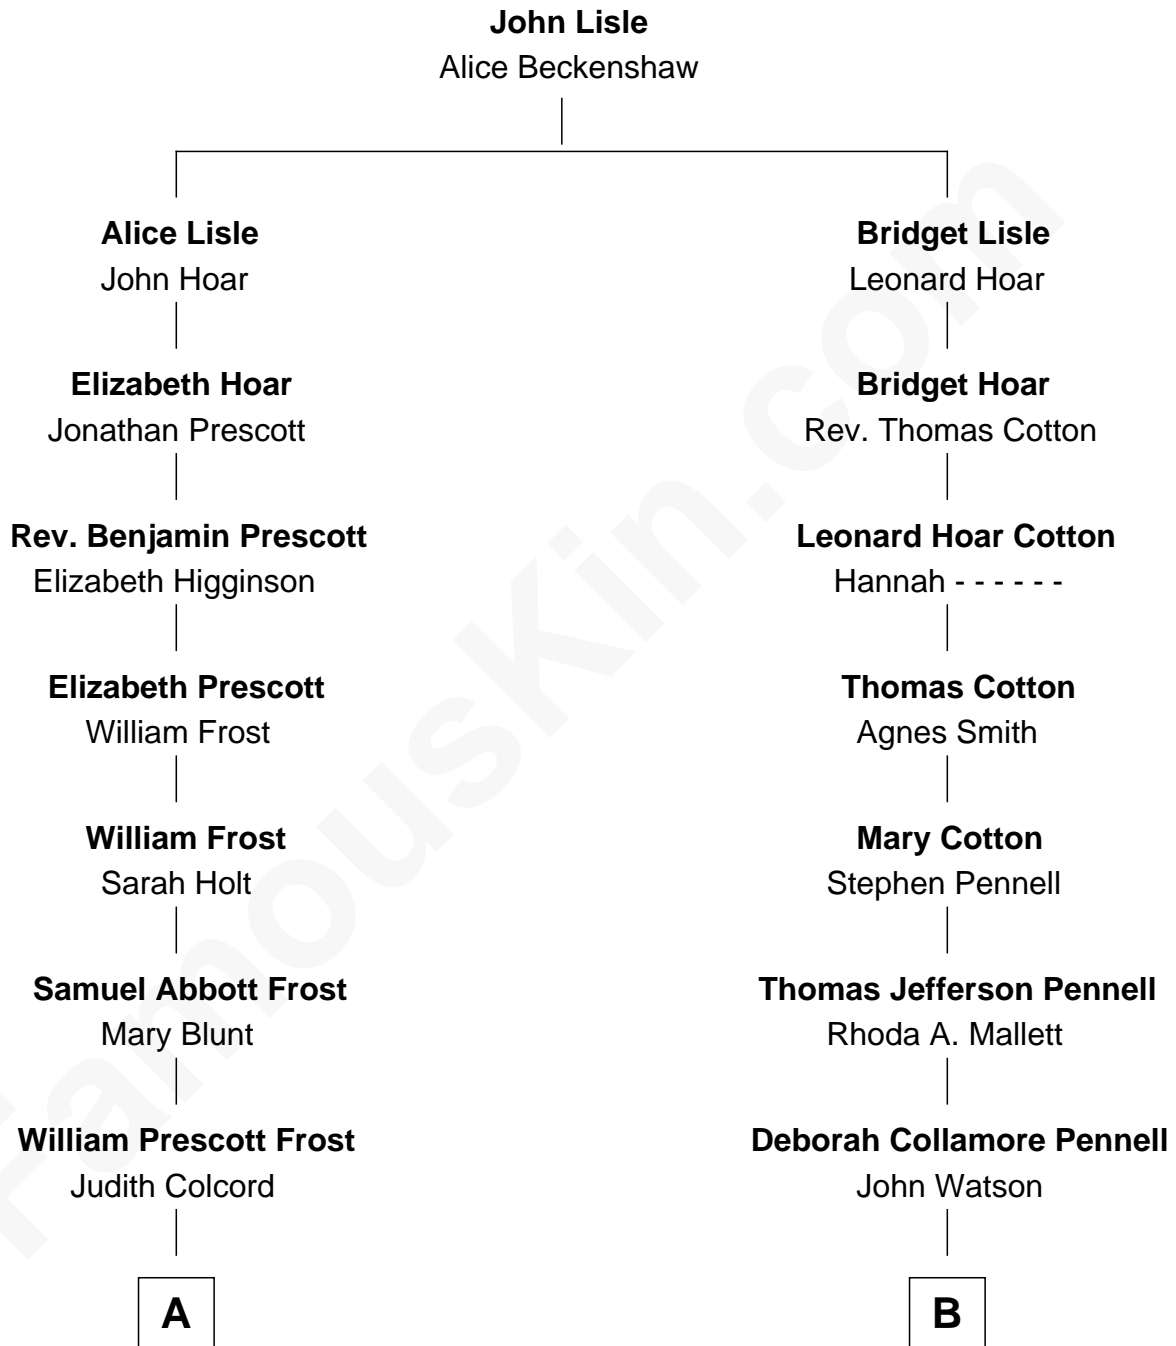 John Lisle
Alice Beckenshaw
Alice Lisle
John Hoar
Elizabeth Hoar
Jonathan Prescott
Rev. Benjamin Prescott
Elizabeth Higginson
Elizabeth Prescott
William Frost
William Frost
Sarah Holt
Samuel Abbott Frost
Mary Blunt
William Prescott Frost
Judith Colcord
A
Bridget Lisle
Leonard Hoar
Bridget Hoar
Rev. Thomas Cotton
Leonard Hoar Cotton
Hannah - - - - - -
Thomas Cotton
Agnes Smith
Mary Cotton
Stephen Pennell
Thomas Jefferson Pennell
Rhoda A. Mallett
Deborah Collamore Pennell
John Watson
B
FamousKin.com